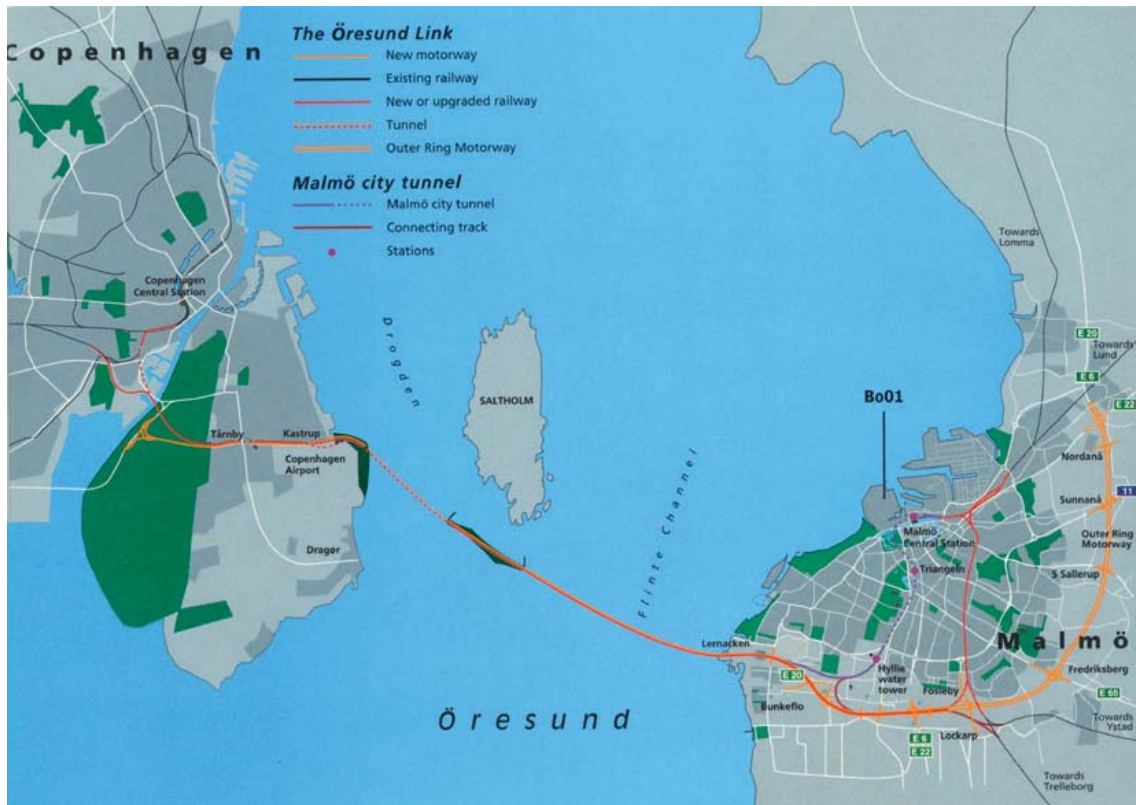 Copenhagen
The Öresund Link
New motorway
Existing railway
New or upgraded railway
Tunnel
Outer Ring Motorway
Malmö city tunnel
Malmö city tunnel
Connecting track
Stations
Copenhagen
Central Station
Drogden
SALTHOLM
Tårnby
Kastrup
Copenhagen
Airport
Dragør
Flinte Channel
Öresund
Towards
Lomma
E 20
Towards
Lund
E 6
E 22
Bo01
Nordanå
11
Sunnanå
Outer Ring
Motorway
Malmö
Central Station
Triangeln
S Sallerup
Malmö
Lernacken
Fredriksberg
E 20
Hyllie
water
tower
Fosieby
E 65
Bunkeflo
Towards
Ystad
Lockarp
E 6
E 22
Towards
Trelleborg